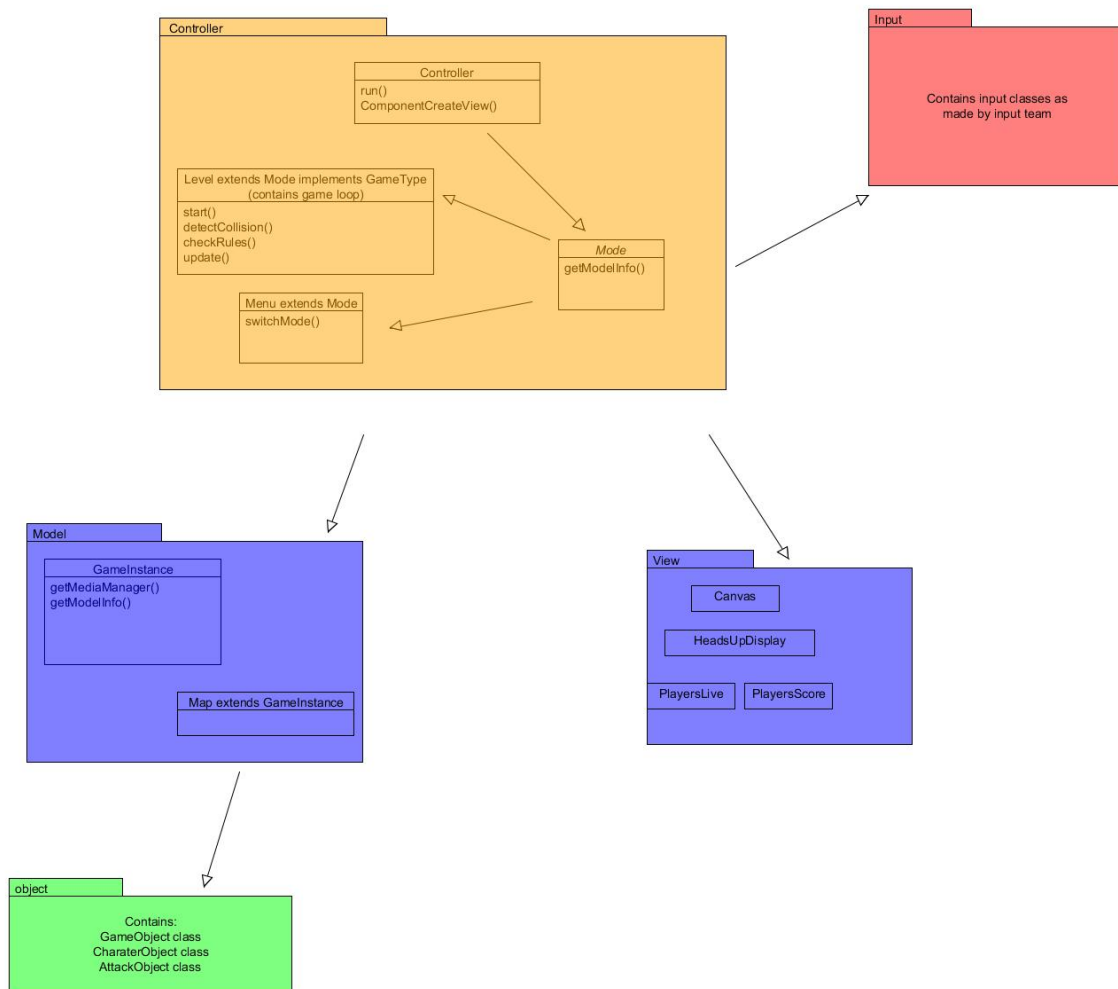 Controller
Controller
run()
ComponentCreateView()
Level extends Mode implements GameType
(contains game loop)
start()
detectCollision()
checkRules()
update()
Mode
getModelInfo()
Menu extends Mode
switchMode()
Input
Contains input classes as
made by input team
Model
GameInstance
getMediaManager()
getModelInfo()
Map extends GameInstance
View
Canvas
HeadsUpDisplay
PlayersLive
PlayersScore
object
Contains:
GameObject class
CharaterObject class
AttackObject class